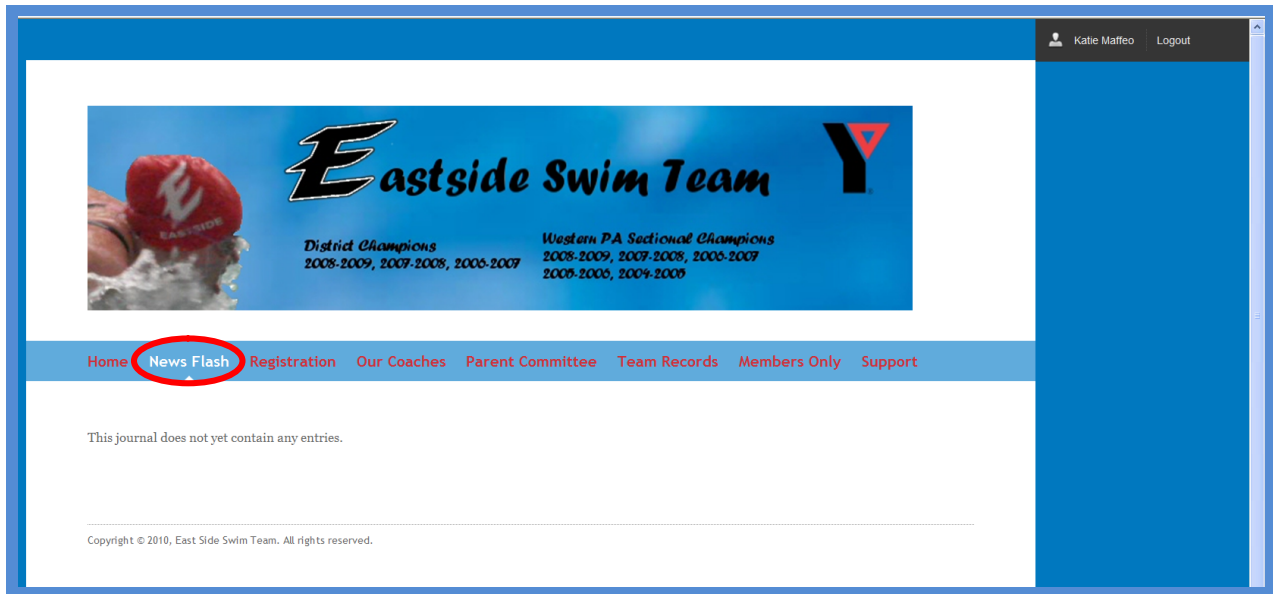 Katie Maffeo Logout
Eastside Swim Team
Y
E
EASTSIDE
District Champions
2008-2009, 2007-2008, 2006-2007
Western PA Sectional Champions
2008-2009, 2007-2008, 2006-2007
2005-2006, 2004-2005
Home News Flash Registration Our Coaches Parent Committee Team Records Members Only Support
This journal does not yet contain any entries.
Copyright © 2010, East Side Swim Team. All rights reserved.